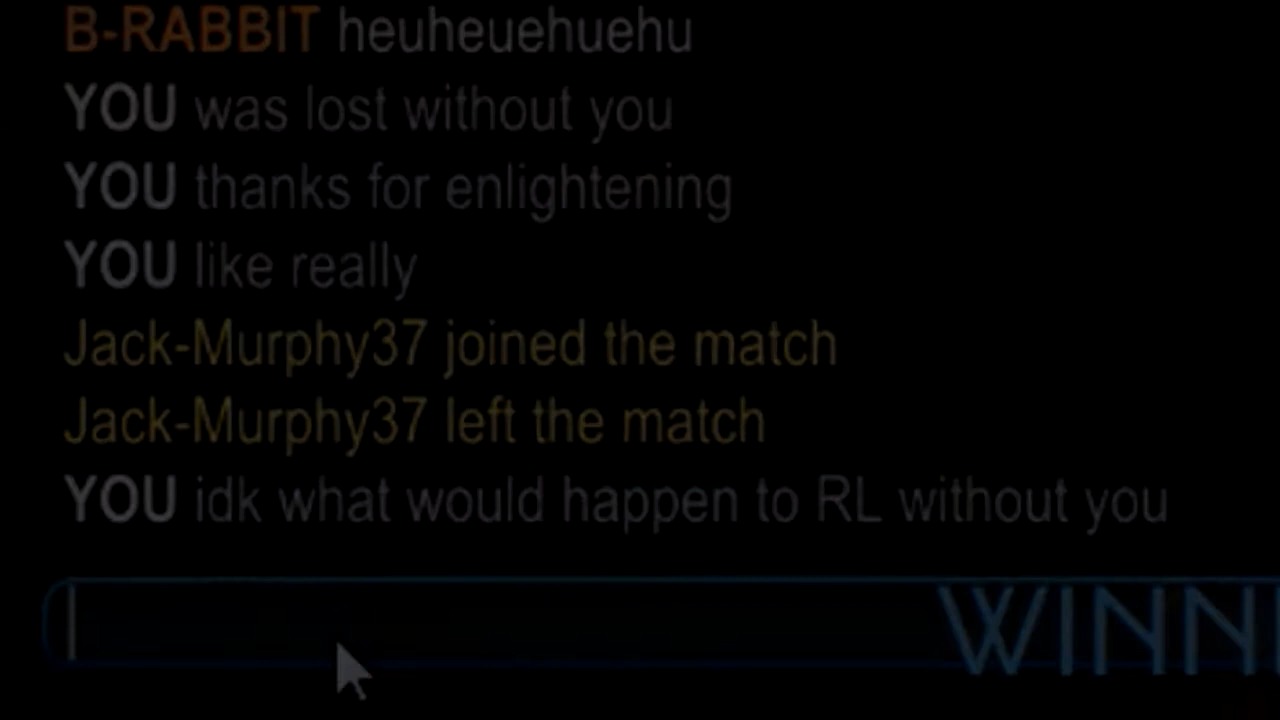 B-RABBIT heuheuehuehu
YOU was lost without you
YOU thanks for enlightening
YOU like really
Jack-Murphy37 joined the match
Jack-Murphy37 left the match
YOU idk what would happen to RL without you
WINN